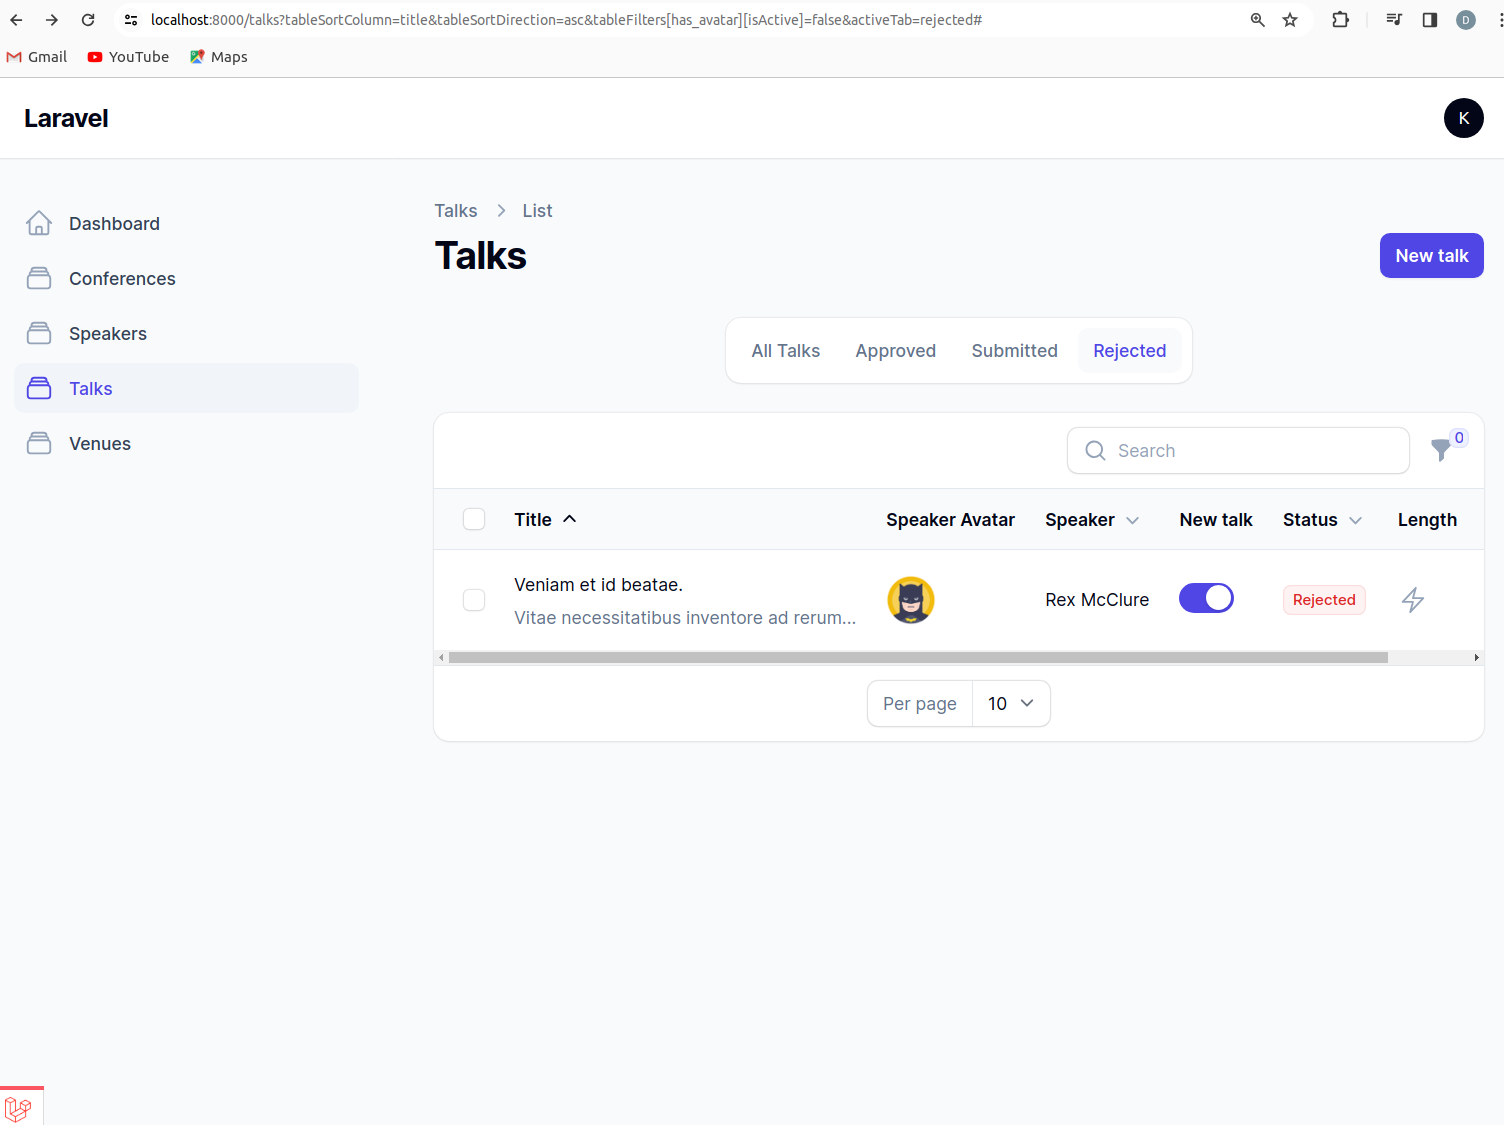 localhost:8000/talks?tableSortColumn=title&tableSortDirection=asc&tableFilters[has_avatar][isActive]=false&activeTab=rejected#
D
Gmail YouTube Maps
Laravel
K
Dashboard
Conferences
Speakers
Talks
Venues
Talks List
Talks
New talk
All Talks Approved Submitted Rejected
Search
0
Title Speaker Avatar Speaker New talk Status Length
Veniam et id beatae.
Vitae necessitatibus inventore ad rerum...
Rex McClure
Rejected
Per page 10